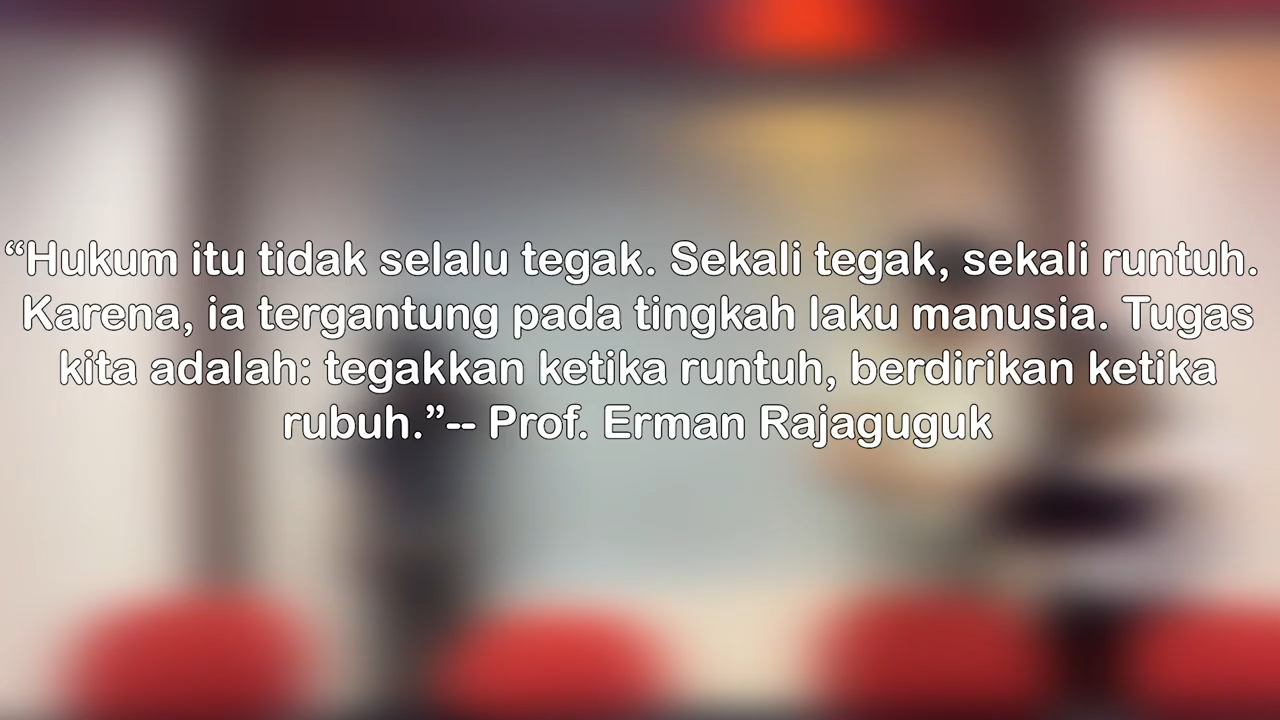 “Hukum itu tidak selalu tegak. Sekali tegak, sekali runtuh.
Karena, ia tergantung pada tingkah laku manusia. Tugas
kita adalah: tegakkan ketika runtuh, berdirikan ketika
rubuh.”-- Prof. Erman Rajaguguk